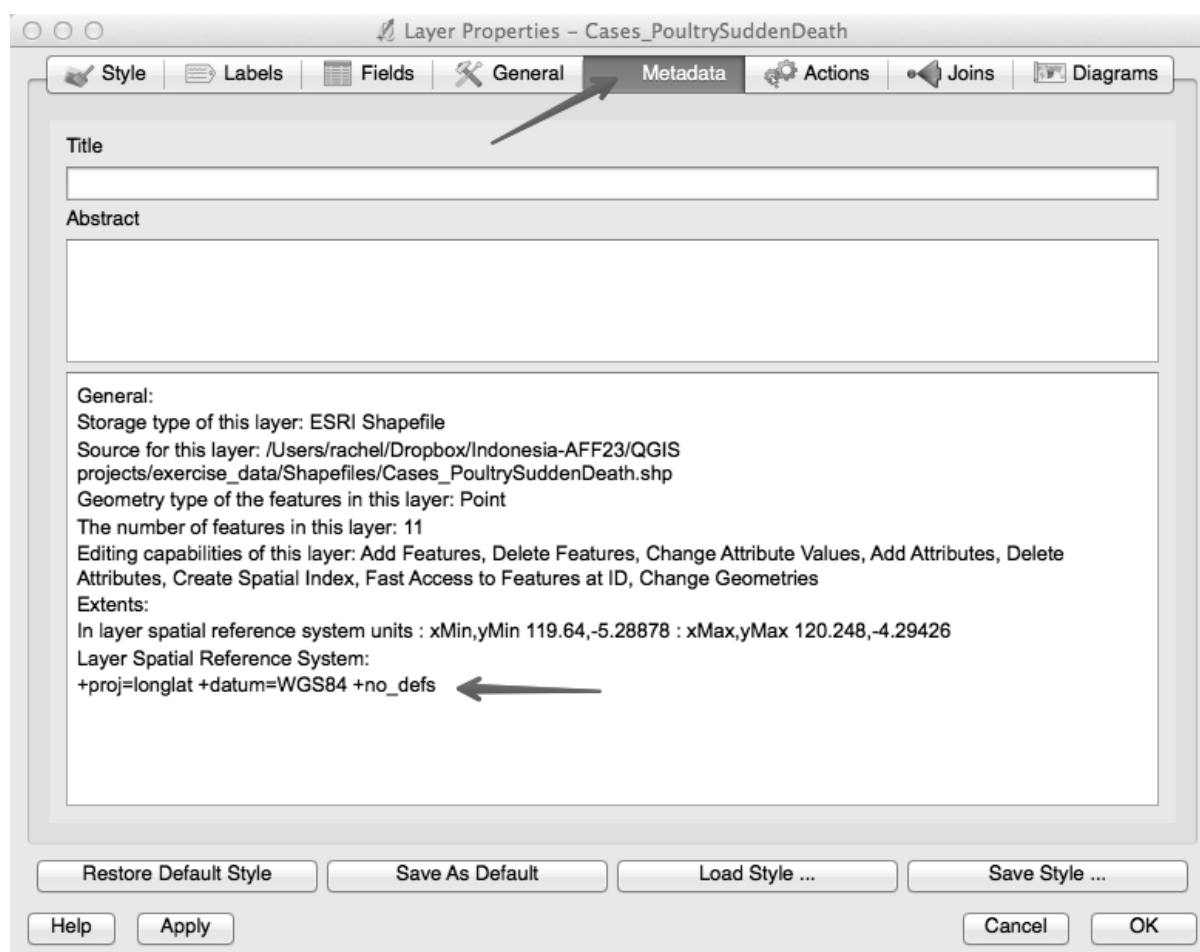 Layer Properties – Cases_PoultrySuddenDeath
Style Labels Fields General Metadata Actions Joins Diagrams
Title
Abstract
General:
Storage type of this layer: ESRI Shapefile
Source for this layer: /Users/rachel/Dropbox/Indonesia-AFF23/QGIS
projects/exercise_data/Shapefiles/Cases_PoultrySuddenDeath.shp
Geometry type of the features in this layer: Point
The number of features in this layer: 11
Editing capabilities of this layer: Add Features, Delete Features, Change Attribute Values, Add Attributes, Delete
Attributes, Create Spatial Index, Fast Access to Features at ID, Change Geometries
Extents:
In layer spatial reference system units : xMin,yMin 119.64,-5.28878 : xMax,yMax 120.248,-4.29426
Layer Spatial Reference System:
+proj=longlat +datum=WGS84 +no_defs
Restore Default Style Save As Default Load Style ... Save Style ...
Help Apply Cancel OK